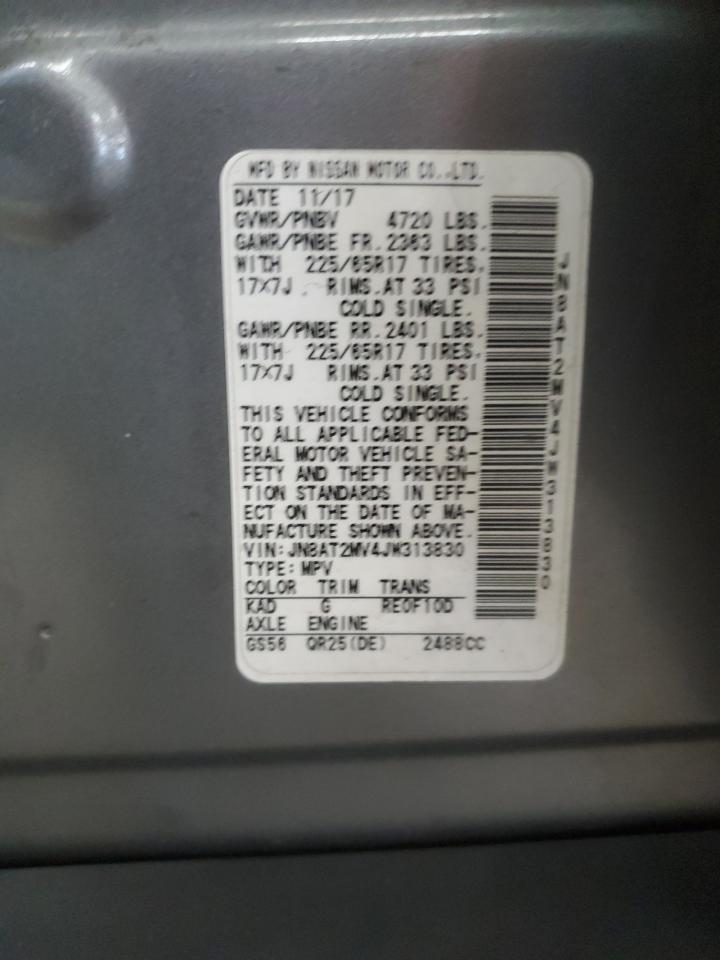 MFD BY NISSAN MOTOR CO.,LTD.
DATE 11/17
GVWR/PNBV 4720 LBS.
GAWR/PNBE FR. 2363 LBS.
WITH 225/65R17 TIRES,
17X7J . RIMS.AT 33 PSI
COLD SINGLE.
GAWR/PNBE RR. 2401 LBS.
WITH 225/65R17 TIRES.
17X7J RIMS.AT 33 PSI
COLD SINGLE.
THIS VEHICLE CONFORMS
TO ALL APPLICABLE FED-
ERAL MOTOR VEHICLE SA-
FETY AND THEFT PREVEN-
TION STANDARDS IN EFF-
ECT ON THE DATE OF MA-
NUFACTURE SHOWN ABOVE.
VIN:JN8AT2MV4JW313830
TYPE:MPV
COLOR TRIM TRANS
KAD G RE0F10D
AXLE ENGINE
GS56 QR25(DE) 2488CC
JN8AT2MV4JW313830